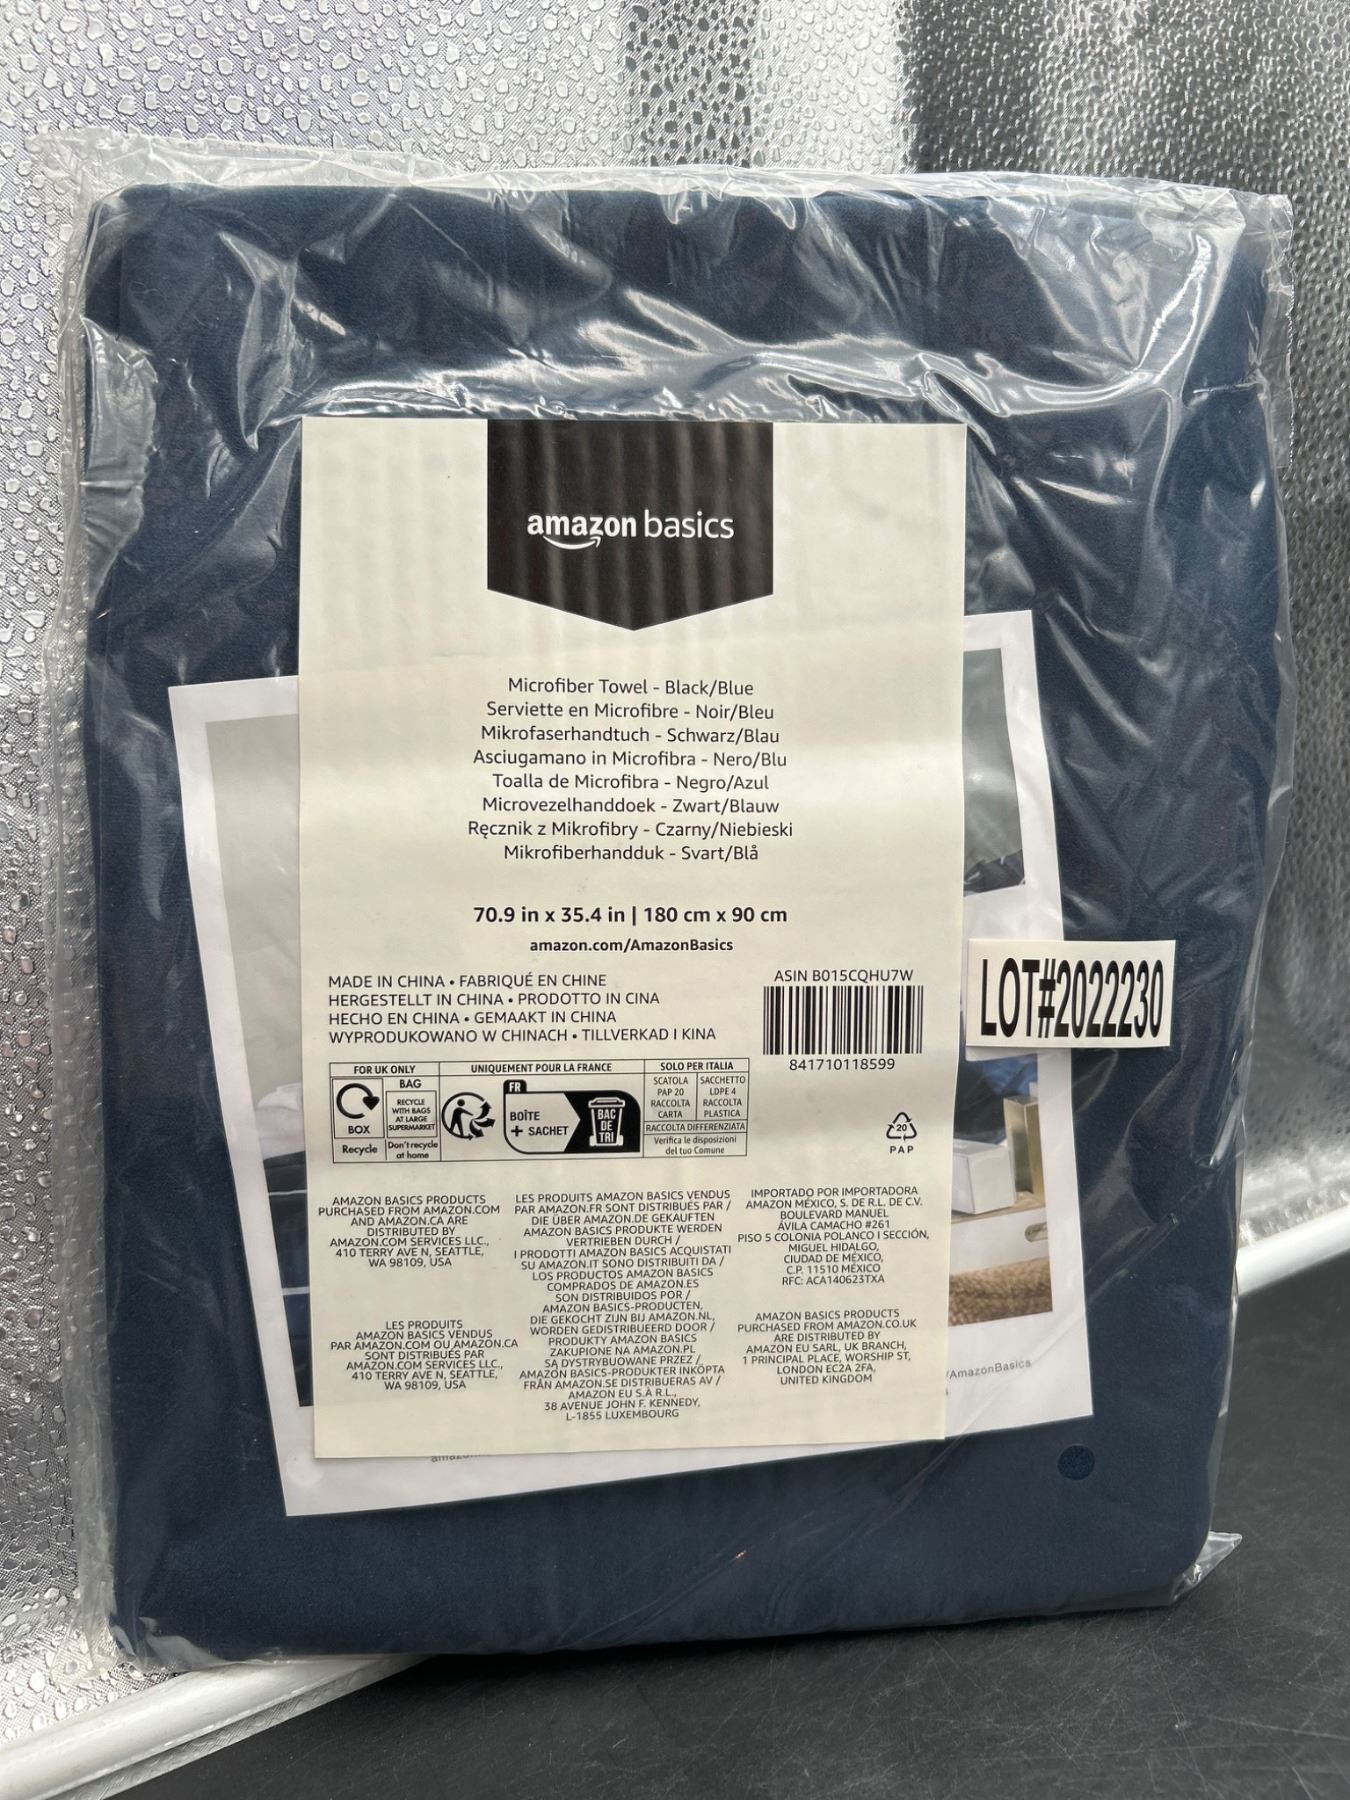 amazon basics
Microfiber Towel - Black/Blue
Serviette en Microfibre - Noir/Bleu
Mikrofaserhandtuch - Schwarz/Blau
Asciugamano in Microfibra - Nero/Blu
Toalla de Microfibra - Negro/Azul
Microvezelhanddoek - Zwart/Blauw
Ręcznik z Mikrofibry - Czarny/Niebieski
Mikrofiberhandduk - Svart/Blå
70.9 in x 35.4 in | 180 cm x 90 cm
amazon.com/AmazonBasics
MADE IN CHINA • FABRIQUÉ EN CHINE
HERGESTELLT IN CHINA • PRODOTTO IN CINA
HECHO EN CHINA • GEMAAKT IN CHINA
WYPRODUKOWANO W CHINACH • TILLVERKAD I KINA
ASIN B015CQHU7W
841710118599
LOT#2022230
FOR UK ONLY
BOX
Recycle
BAG
RECYCLE
WITH BAGS
AT LARGE
SUPERMARKET
Don't recycle
at home
UNIQUEMENT POUR LA FRANCE
FR
BOÎTE
+ SACHET
BAC
DE
TRI
SOLO PER ITALIA
SCATOLA
PAP 20
RACCOLTA
CARTA
SACCHETTO
LDPE 4
RACCOLTA
PLASTICA
RACCOLTA DIFFERENZIATA
Verifica le disposizioni
del tuo Comune
20
PAP
AMAZON BASICS PRODUCTS
PURCHASED FROM AMAZON.COM
AND AMAZON.CA ARE
DISTRIBUTED BY
AMAZON.COM SERVICES LLC.,
410 TERRY AVE N, SEATTLE,
WA 98109, USA
LES PRODUITS
AMAZON BASICS VENDUS
PAR AMAZON.COM OU AMAZON.CA
SONT DISTRIBUÉS PAR
AMAZON.COM SERVICES LLC.,
410 TERRY AVE N, SEATTLE,
WA 98109, USA
LES PRODUITS AMAZON BASICS VENDUS
PAR AMAZON.FR SONT DISTRIBUÉS PAR /
DIE ÜBER AMAZON.DE GEKAUFTEN
AMAZON BASICS PRODUKTE WERDEN
VERTRIEBEN DURCH /
I PRODOTTI AMAZON BASICS ACQUISTATI
SU AMAZON.IT SONO DISTRIBUITI DA /
LOS PRODUCTOS AMAZON BASICS
COMPRADOS DE AMAZON.ES
SON DISTRIBUIDOS POR /
AMAZON BASICS-PRODUCTEN,
DIE GEKOCHT ZIJN BIJ AMAZON.NL,
WORDEN GEDISTRIBUEERD DOOR /
PRODUKTY AMAZON BASICS
ZAKUPIONE NA AMAZON.PL
SĄ DYSTRYBUOWANE PRZEZ /
AMAZON BASICS-PRODUKTER INKÖPTA
FRÅN AMAZON.SE DISTRIBUERAS AV /
AMAZON EU S.À R.L.,
38 AVENUE JOHN F. KENNEDY,
L-1855 LUXEMBOURG
IMPORTADO POR IMPORTADORA
AMAZON MÉXICO, S. DE R.L. DE C.V.
BOULEVARD MANUEL
ÁVILA CAMACHO #261
PISO 5 COLONIA POLANCO I SECCIÓN,
MIGUEL HIDALGO,
CIUDAD DE MÉXICO,
C.P. 11510 MÉXICO
RFC: ACA140623TXA
AMAZON BASICS PRODUCTS
PURCHASED FROM AMAZON.CO.UK
ARE DISTRIBUTED BY
AMAZON EU SARL, UK BRANCH,
1 PRINCIPAL PLACE, WORSHIP ST,
LONDON EC2A 2FA,
UNITED KINGDOM
/AmazonBasics